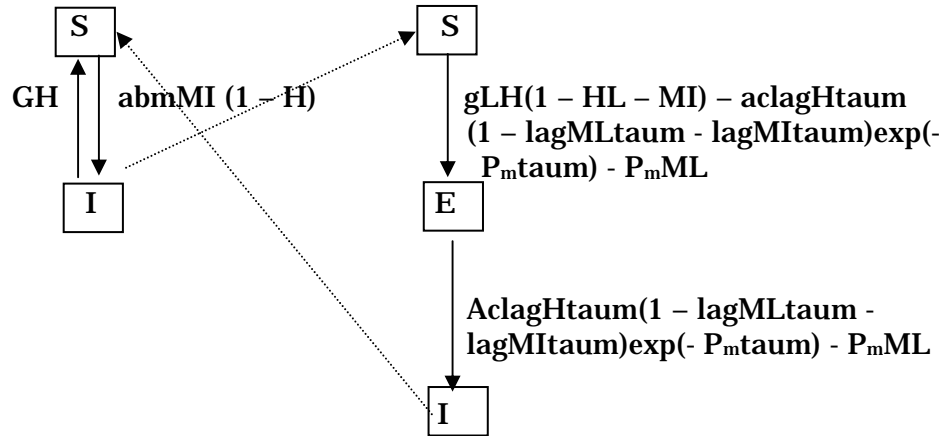 S
S
GH
abmMI (1 – H)
gLH(1 – HL – MI) – aclagHtaum
(1 – lagMLtaum - lagMItaum)exp(-
Pmtaum) - PmML
I
E
AclagHtaum(1 – lagMLtaum -
lagMItaum)exp(- Pmtaum) - PmML
I